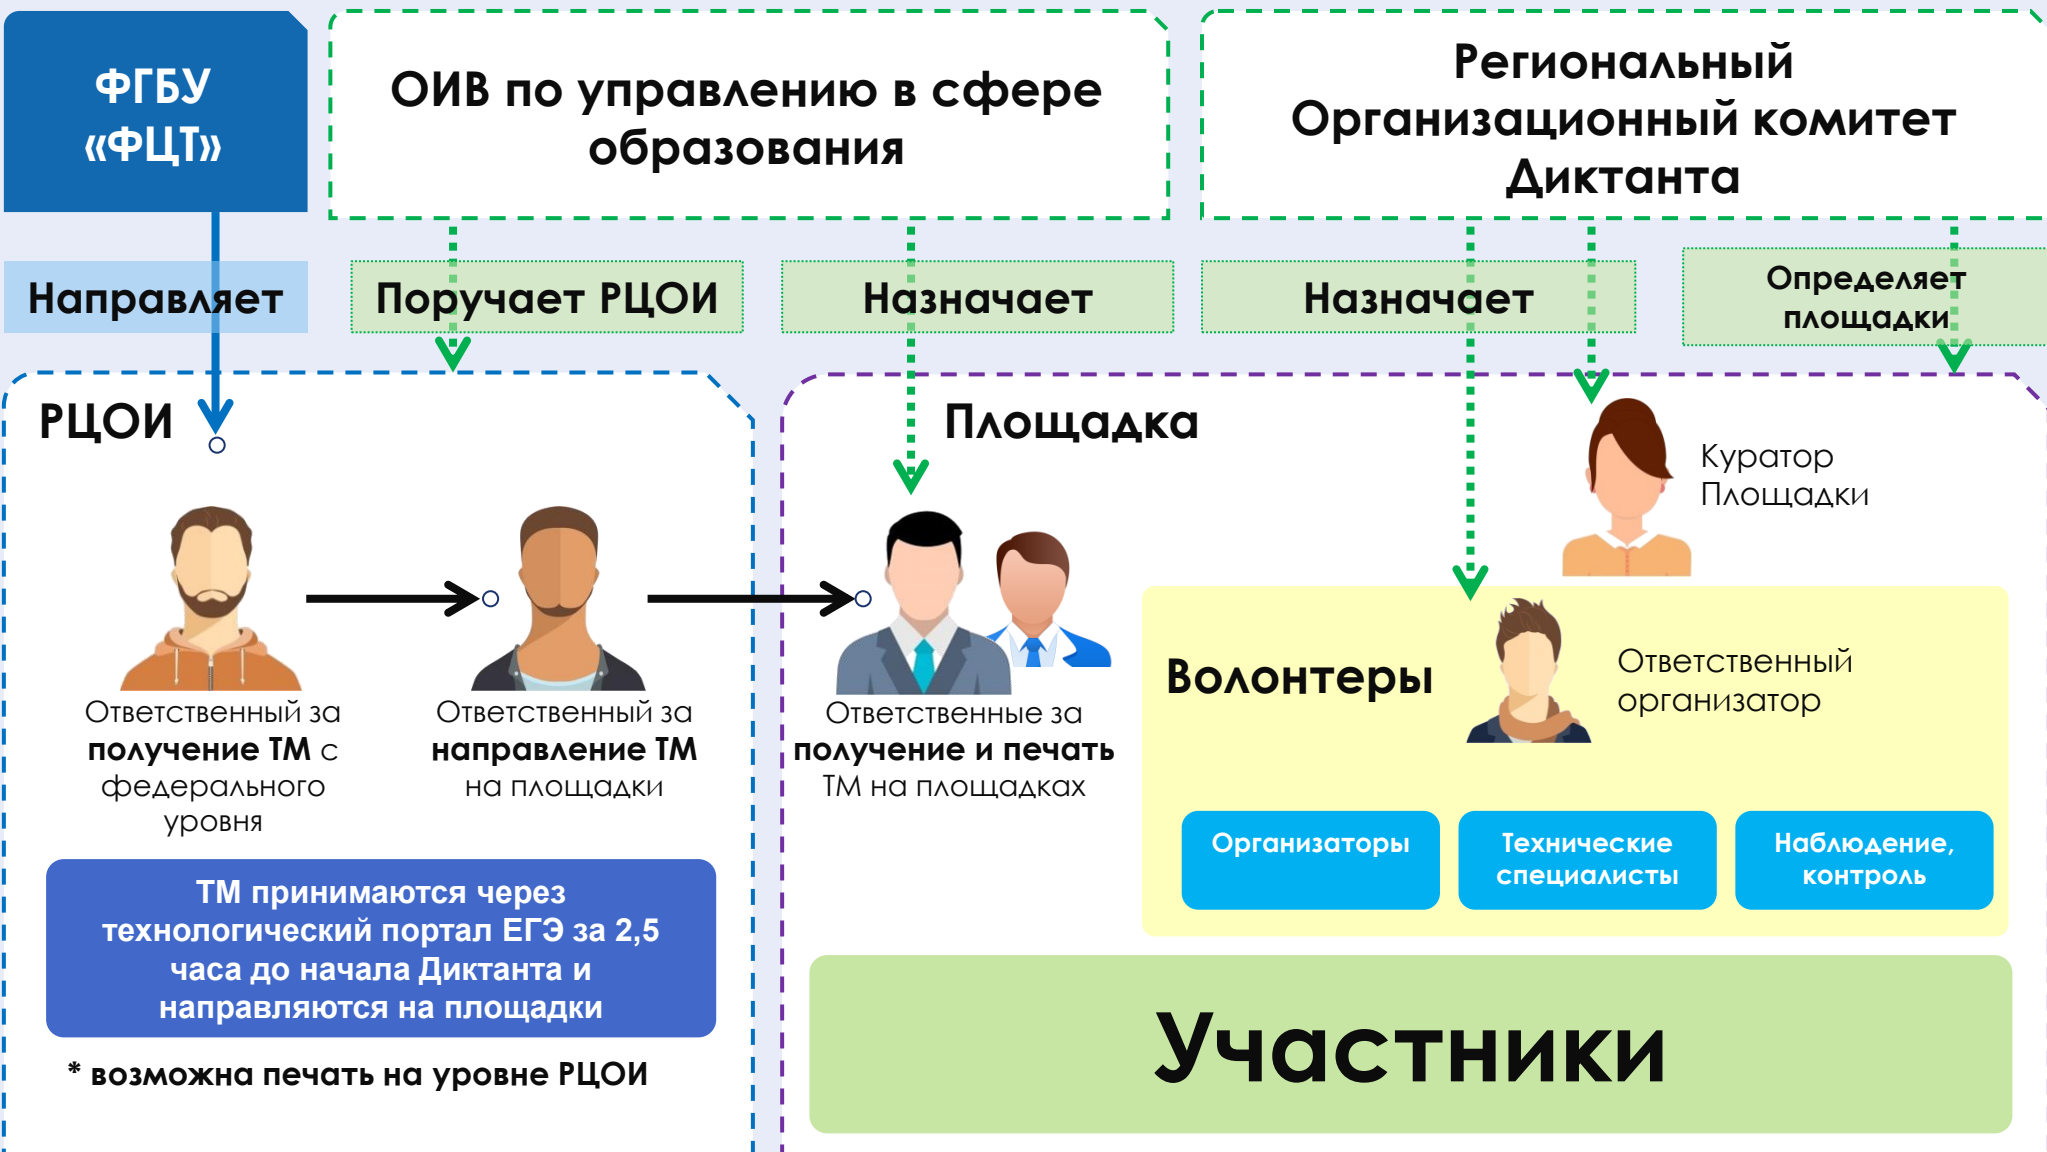 ФГБУ
«ФЦТ»
ОИВ по управлению в сфере
образования
Региональный
Организационный комитет
Диктанта
Направляет
Поручает РЦОИ
Назначает
Назначает
Определяет
площадки
РЦОИ
Ответственный за
получение ТМ с
федерального
уровня
Ответственный за
направление ТМ
на площадки
ТМ принимаются через
технологический портал ЕГЭ за 2,5
часа до начала Диктанта и
направляются на площадки
* возможна печать на уровне РЦОИ
Площадка
Ответственные за
получение и печать
ТМ на площадках
Куратор
Площадки
Волонтеры
Ответственный
организатор
Организаторы
Технические
специалисты
Наблюдение,
контроль
Участники